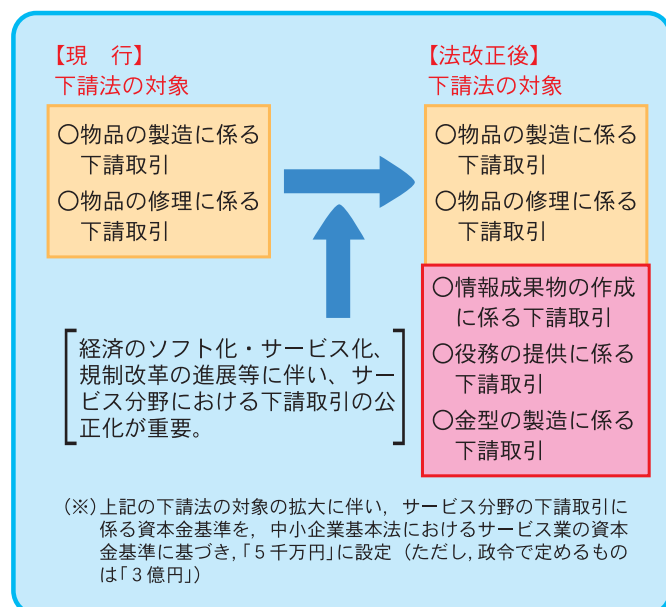 【現　行】
下請法の対象
○物品の製造に係る
下請取引
○物品の修理に係る
下請取引
経済のソフト化・サービス化、
規制改革の進展等に伴い、サー
ビス分野における下請取引の公
正化が重要。
【法改正後】
下請法の対象
○物品の製造に係る
下請取引
○物品の修理に係る
下請取引
○情報成果物の作成
に係る下請取引
○役務の提供に係る
下請取引
○金型の製造に係る
下請取引
(※)上記の下請法の対象の拡大に伴い，サービス分野の下請取引に
係る資本金基準を，中小企業基本法におけるサービス業の資本
金基準に基づき，「５千万円」に設定（ただし，政令で定めるもの
は「３億円」）